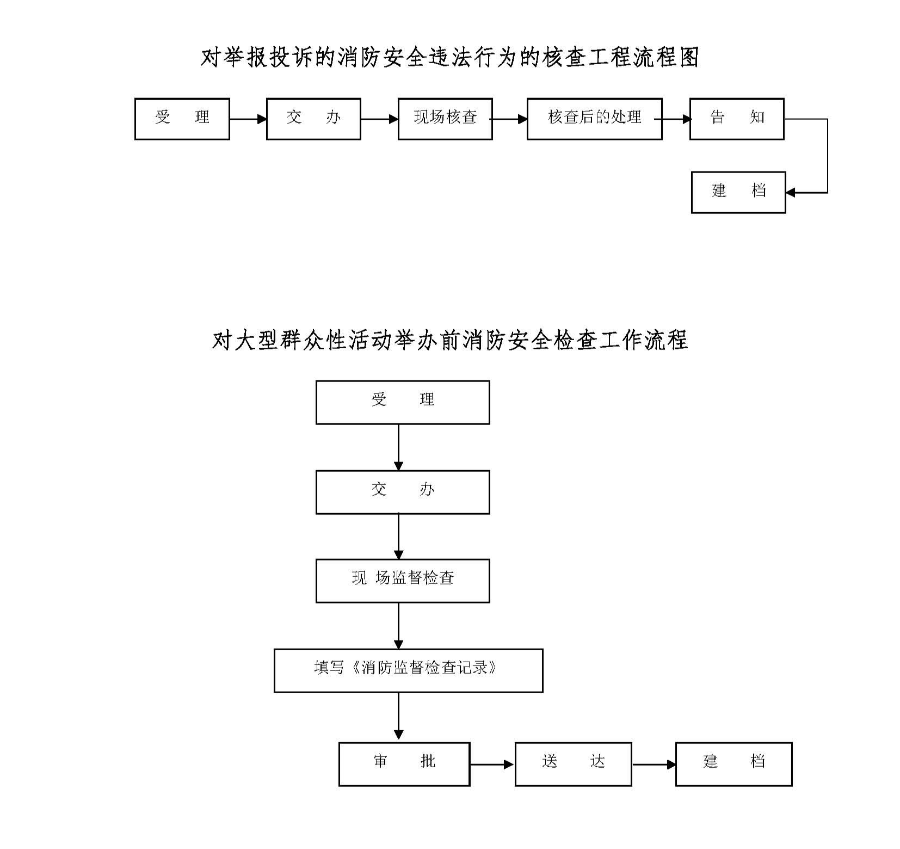 对举报投诉的消防安全违法行为的核查工程流程图
受 理 交 办 现场核查 核查后的处理 告 知
建 档
对大型群众性活动举办前消防安全检查工作流程
受 理
交 办
现 场监督检查
填写《消防监督检查记录》
审 批 送 达 建 档